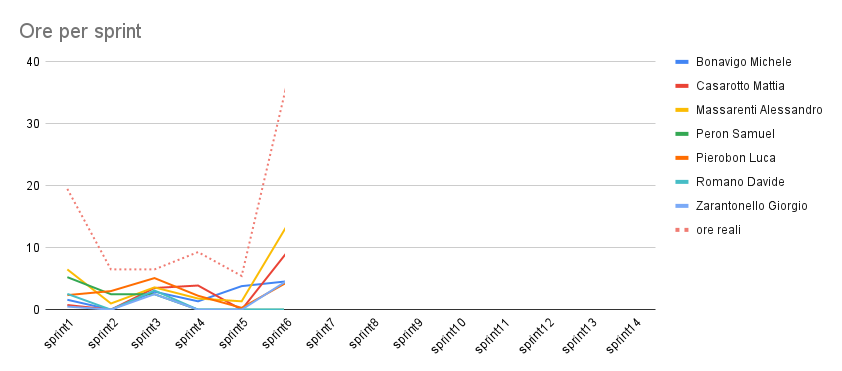 Ore per sprint
40
30
20
10
0
sprint1
sprint2
sprint3
sprint4
sprint5
sprint6
sprint7
sprint8
sprint9
sprint10
sprint11
sprint12
sprint13
sprint14
Bonavigo Michele
Casarotto Mattia
Massarenti Alessandro
Peron Samuel
Pierobon Luca
Romano Davide
Zarantonello Giorgio
ore reali